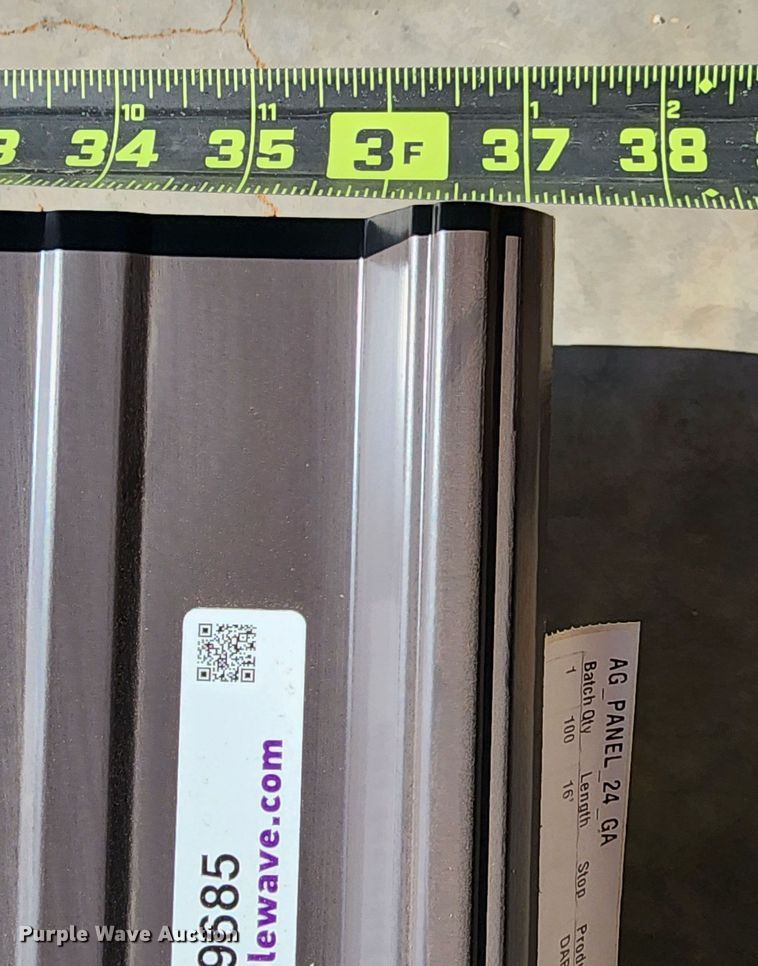 10 11 1 2
34 35 3F 37 38
9685
lewave.com
AG_PANEL_24_GA
Batch Qty Length Stop
1 100 16'
Purple Wave Auction